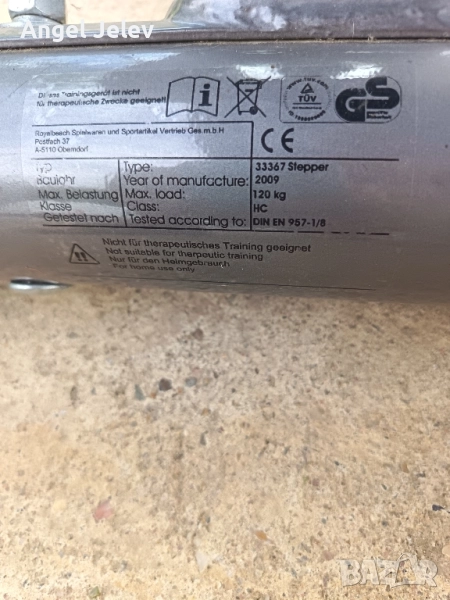 Angel Jelev
Dieses Trainingsgerät ist nicht
für therapeutische Zwecke geeignet!
TÜV
GS
Royalbeach Spielwaren und Sportartikel Vertrieb Ges.m.b.H
Postfach 37
A-5110 Oberndorf
CE
Typ Type: 33367 Stepper
Baujahr Year of manufacture: 2009
Max. Belastung Max. load: 120 kg
Klasse Class: HC
Getestet nach Tested according to: DIN EN 957-1/8
Nicht für therapeutisches Training geeignet
Not suitable for therpeutic training
Nur für den Heimgebrauch
For home use only
bazar